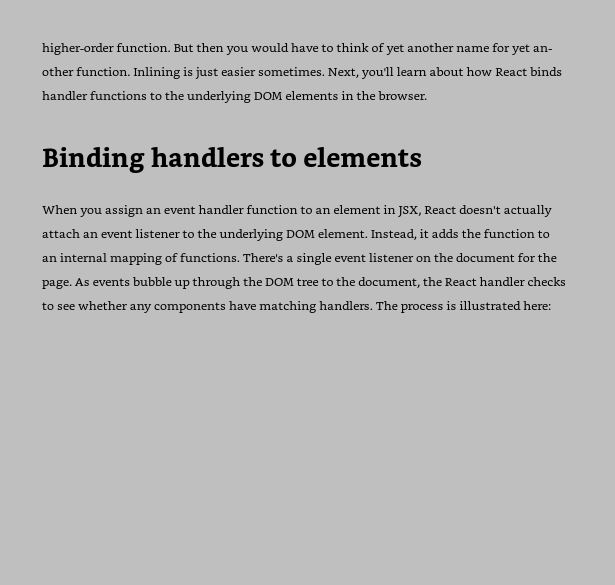 higher-order function. But then you would have to think of yet another name for yet an-
other function. Inlining is just easier sometimes. Next, you'll learn about how React binds
handler functions to the underlying DOM elements in the browser.
Binding handlers to elements
When you assign an event handler function to an element in JSX, React doesn't actually
attach an event listener to the underlying DOM element. Instead, it adds the function to
an internal mapping of functions. There's a single event listener on the document for the
page. As events bubble up through the DOM tree to the document, the React handler checks
to see whether any components have matching handlers. The process is illustrated here: